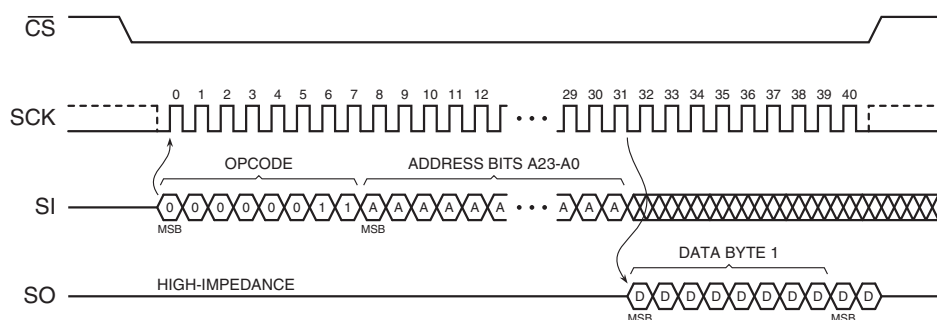 CS
0 1 2 3 4 5 6 7 8 9 10 11 12 29 30 31 32 33 34 35 36 37 38 39 40
SCK
OPCODE ADDRESS BITS A23-A0
SI 0 0 0 0 0 0 1 1 A A A A A A A A A
MSB MSB
DATA BYTE 1
HIGH-IMPEDANCE
SO D D D D D D D D D D
MSB MSB